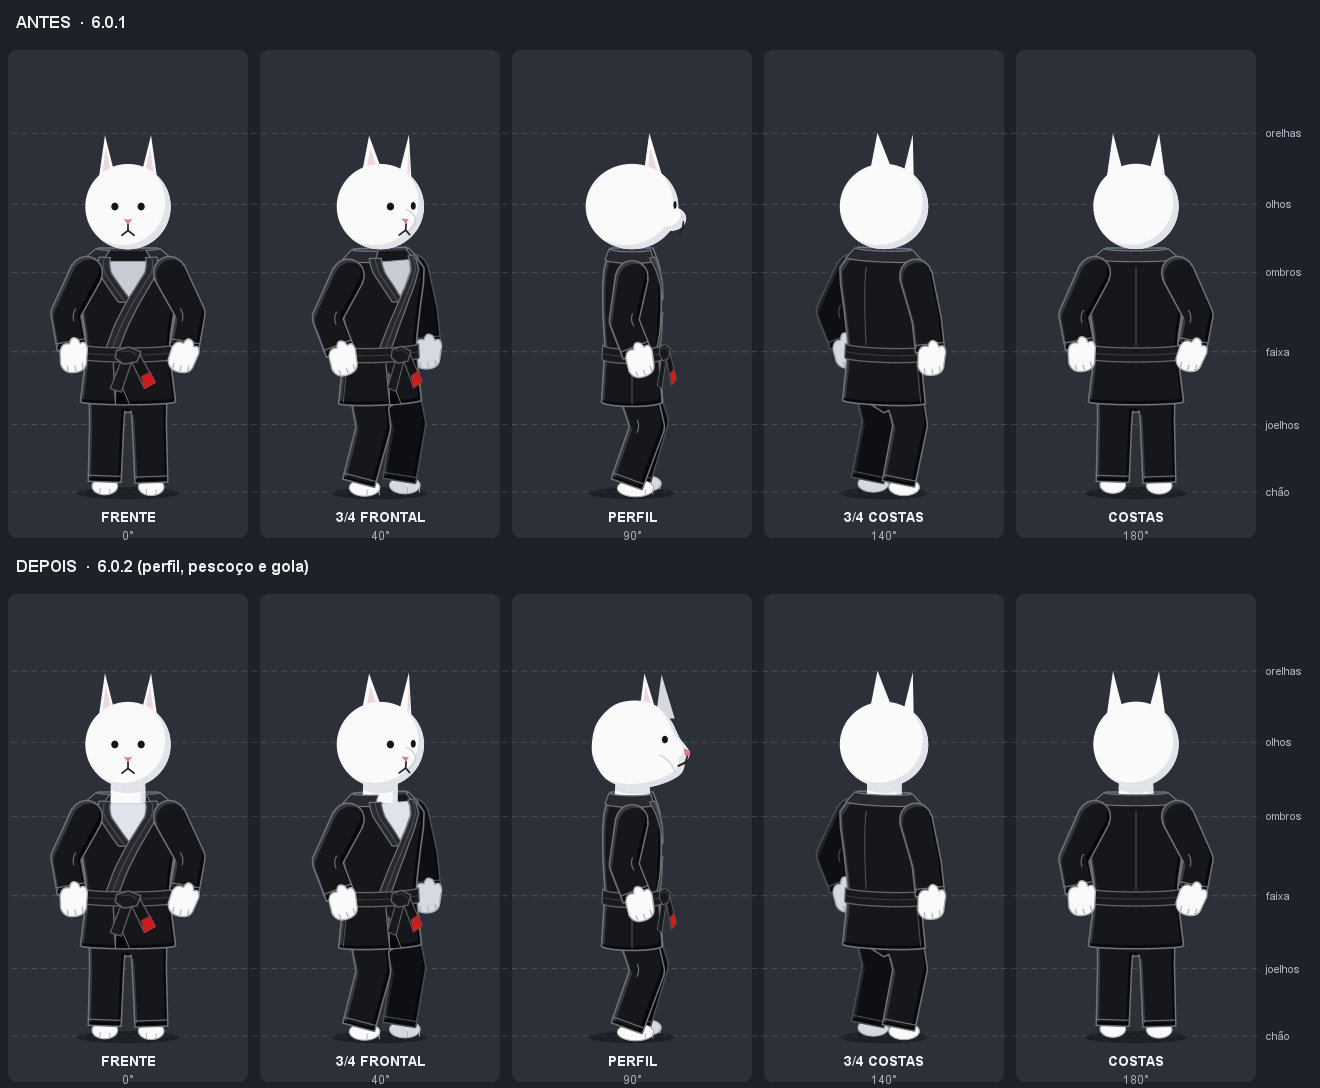 ANTES · 6.0.1
orelhas
olhos
ombros
faixa
joelhos
chão
FRENTE 3/4 FRONTAL PERFIL 3/4 COSTAS COSTAS
0° 40° 90° 140° 180°
DEPOIS · 6.0.2 (perfil, pescoço e gola)
orelhas
olhos
ombros
faixa
joelhos
chão
FRENTE 3/4 FRONTAL PERFIL 3/4 COSTAS COSTAS
0° 40° 90° 140° 180°